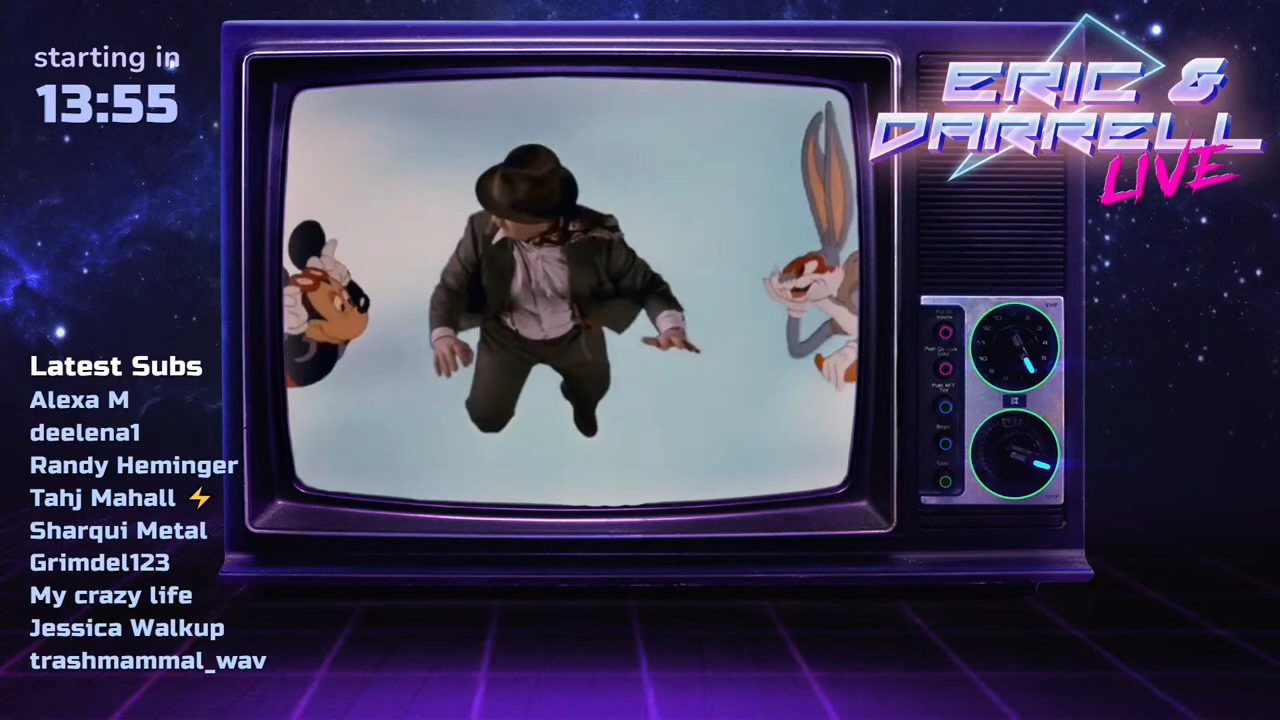 starting in
13:55
ERIC &
DARRELL
LIVE
Latest Subs
Alexa M
deelena1
Randy Heminger
Tahj Mahall ⚡
Sharqui Metal
Grimdel123
My crazy life
Jessica Walkup
trashmammal_wav
VHF